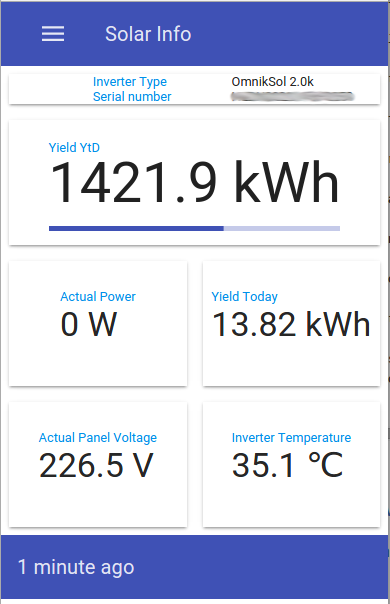 Solar Info
Inverter Type OmnikSol 2.0k
Serial number
Yield YtD
1421.9 kWh
Actual Power
0 W
Yield Today
13.82 kWh
Actual Panel Voltage
226.5 V
Inverter Temperature
35.1 °C
1 minute ago